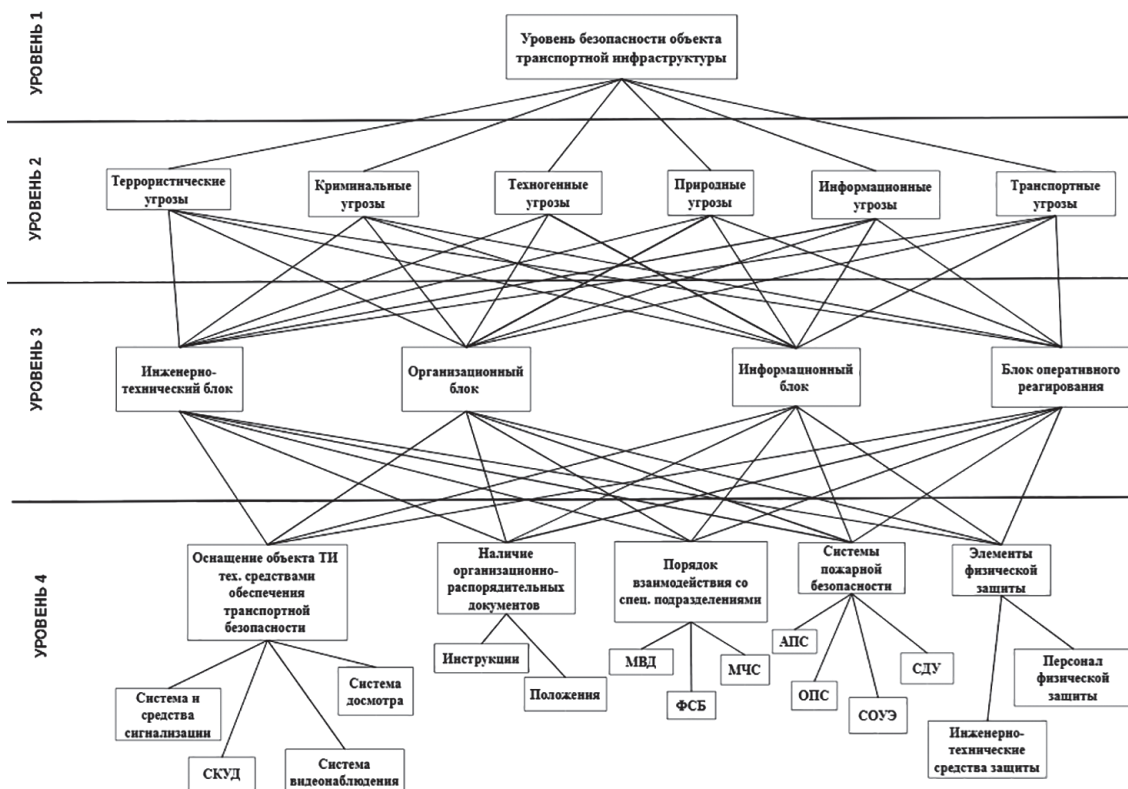 УРОВЕНЬ 1
Уровень безопасности объекта
транспортной инфраструктуры
УРОВЕНЬ 2
Террористические
угрозы
Криминальные
угрозы
Техногенные
угрозы
Природные
угрозы
Информационные
угрозы
Транспортные
угрозы
УРОВЕНЬ 3
Инженерно-
технический блок
Организационный
блок
Информационный
блок
Блок оперативного
реагирования
УРОВЕНЬ 4
Оснащение объекта ТИ
тех. средствами
обеспечения
транспортной
безопасности
Наличие
организационно-
распорядительных
документов
Порядок
взаимодействия со
спец. подразделениями
Системы
пожарной
безопасности
Элементы
физической
защиты
Система и
средства
сигнализации
СКУД
Система
видеонаблюдения
Система
досмотра
Инструкции
Положения
МВД
ФСБ
МЧС
АПС
ОПС
СОУЭ
СДУ
Инженерно-
технические
средства защиты
Персонал
физической
защиты